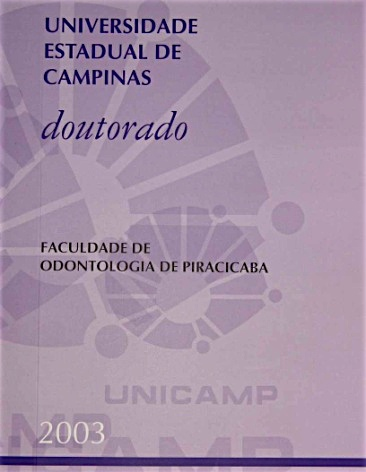 UNIVERSIDADE
ESTADUAL DE
CAMPINAS
doutorado
FACULDADE DE
ODONTOLOGIA DE PIRACICABA
UNICAMP
2003